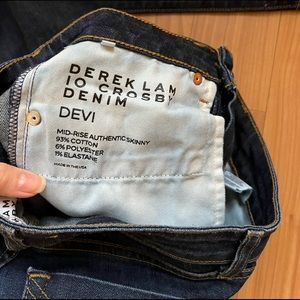 DEREK LAM
10 CROSBY
DENIM
DEVI
MID-RISE AUTHENTIC SKINNY
93% COTTON
6% POLYESTER
1% ELASTANE
MADE IN THE USA